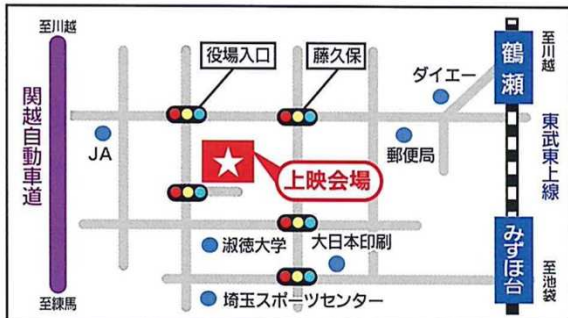 至川越
関越自動車道
至練馬
役場入口
藤久保
ダイエー
鶴瀬
至川越
JA
郵便局
東武東上線
上映会場
淑徳大学
大日本印刷
みずほ台
至池袋
埼玉スポーツセンター